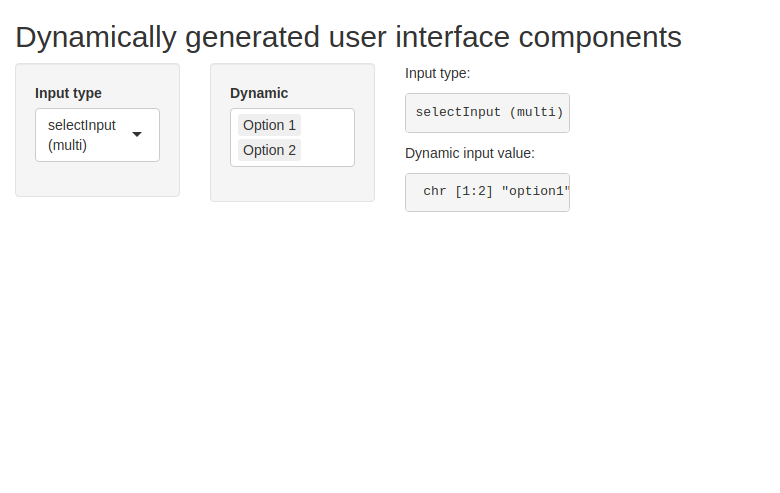 Dynamically generated user interface components
Input type
selectInput
(multi)
Dynamic
Option 1
Option 2
Input type:
selectInput (multi)
Dynamic input value:
chr [1:2] "option1"